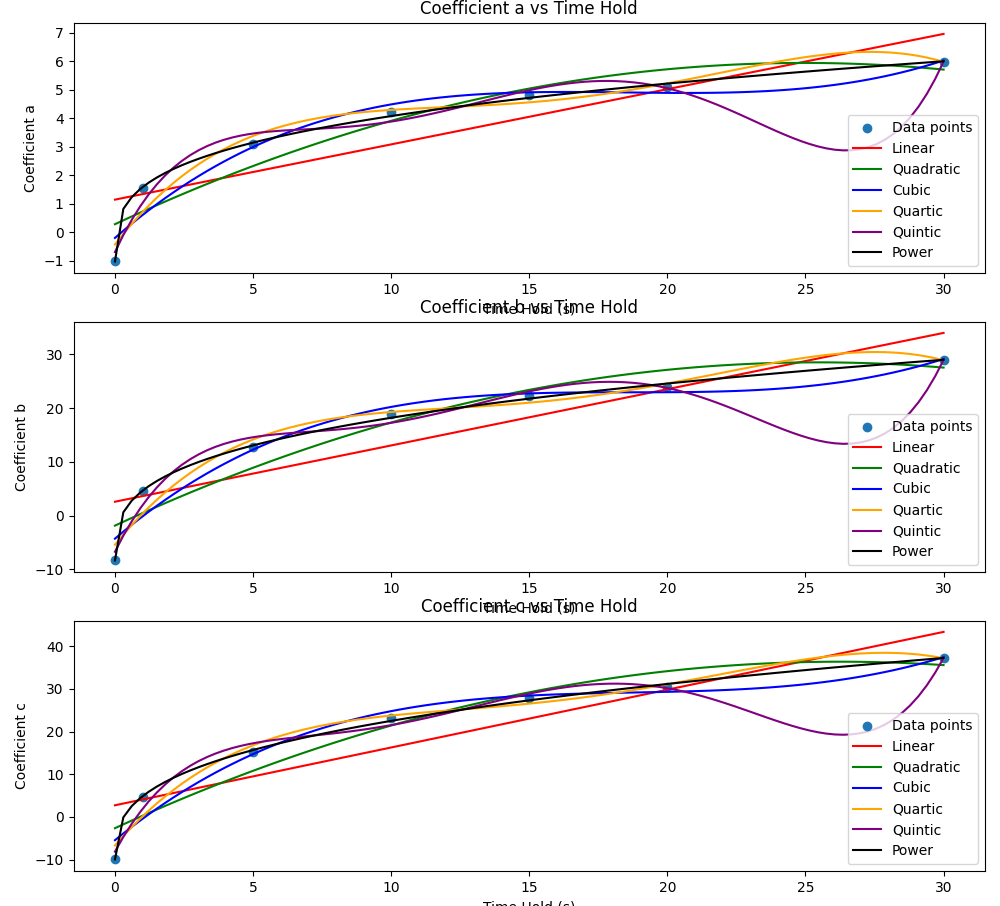 Coefficient a vs Time Hold
7
6
5
4
3
2
1
0
−1
Coefficient a
Data points
Linear
Quadratic
Cubic
Quartic
Quintic
Power
0 5 10 15 20 25 30
Time Hold (s)
Coefficient b vs Time Hold
30
20
10
0
−10
Coefficient b
Data points
Linear
Quadratic
Cubic
Quartic
Quintic
Power
0 5 10 15 20 25 30
Time Hold (s)
Coefficient c vs Time Hold
40
30
20
10
0
−10
Coefficient c
Data points
Linear
Quadratic
Cubic
Quartic
Quintic
Power
0 5 10 15 20 25 30
Time Hold (s)